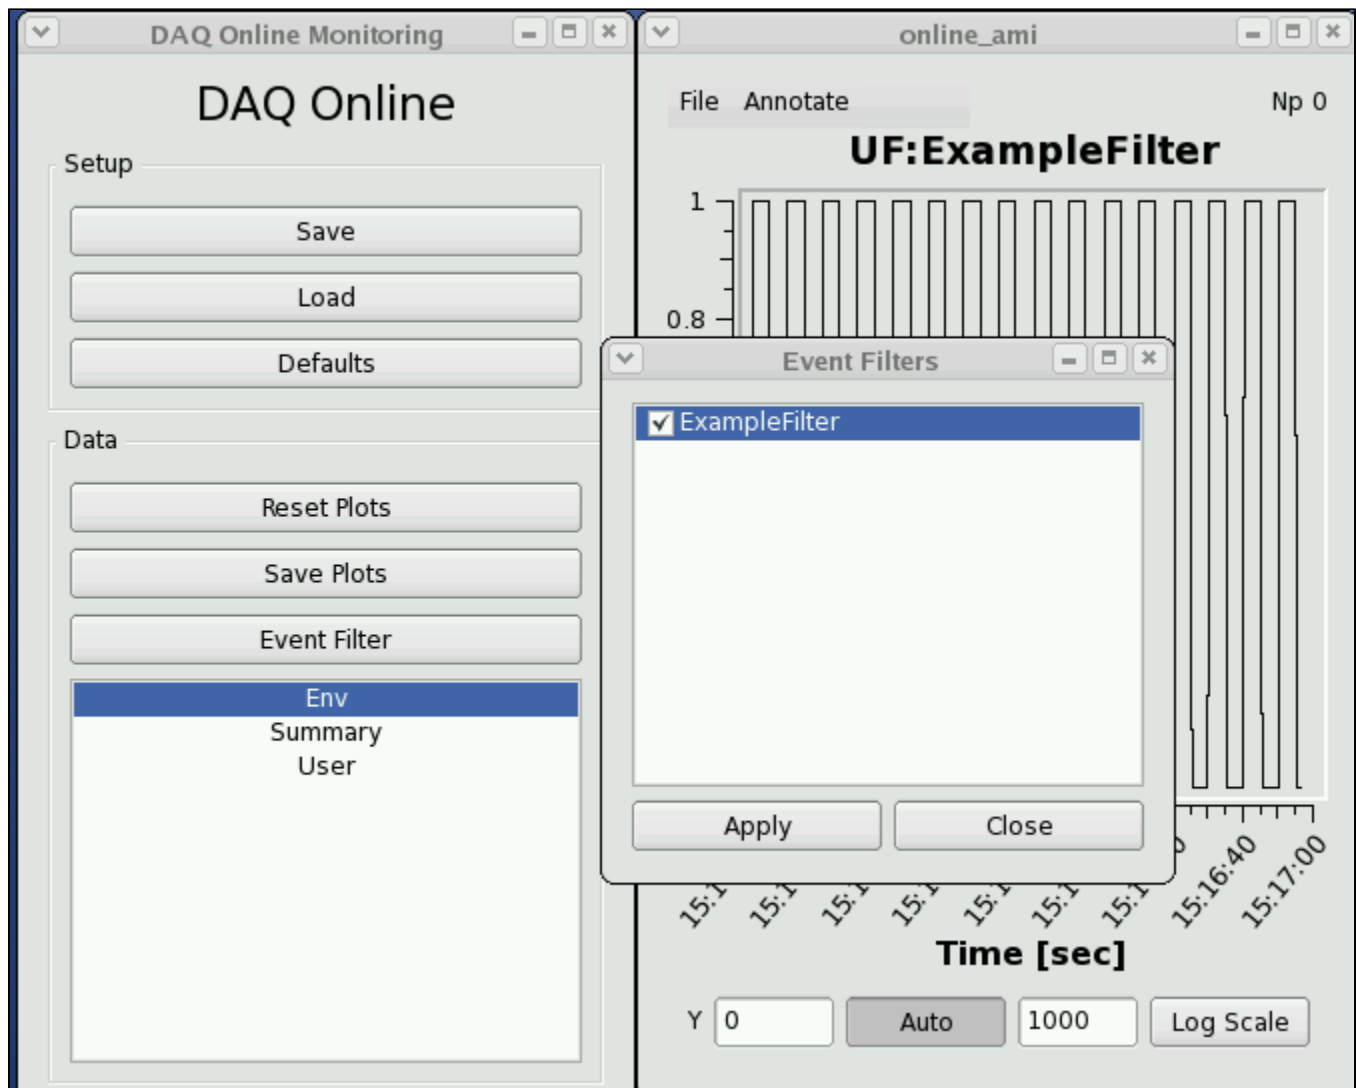 DAQ Online Monitoring
DAQ Online
Setup
Save
Load
Defaults
Data
Reset Plots
Save Plots
Event Filter
Env
Summary
User
online_ami
File Annotate Np 0
UF:ExampleFilter
1
0.8
Event Filters
ExampleFilter
Apply Close
15:16:40
15:17:00
Time [sec]
Y 0 Auto 1000 Log Scale